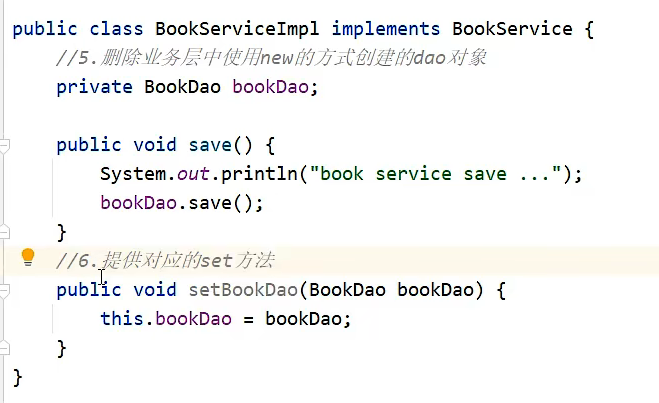 public class BookServiceImpl implements BookService {
//5.删除业务层中使用new的方式创建的dao对象
private BookDao bookDao;
public void save() {
System.out.println("book service save ...");
bookDao.save();
}
//6.提供对应的set方法
public void setBookDao(BookDao bookDao) {
this.bookDao = bookDao;
}
}